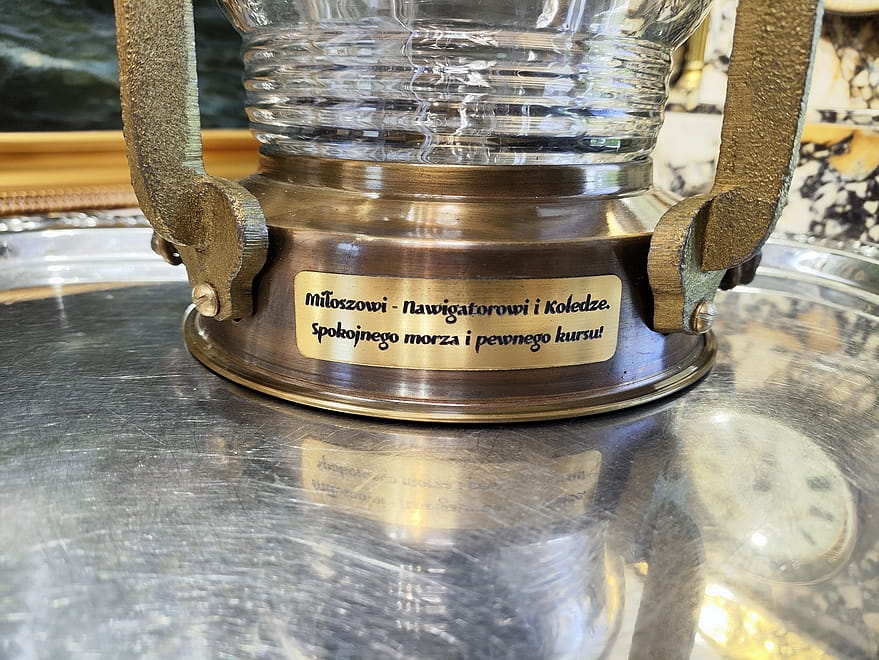 Miłoszowi - Nawigatorowi i Koledze.
Spokojnego morza i pewnego kursu!